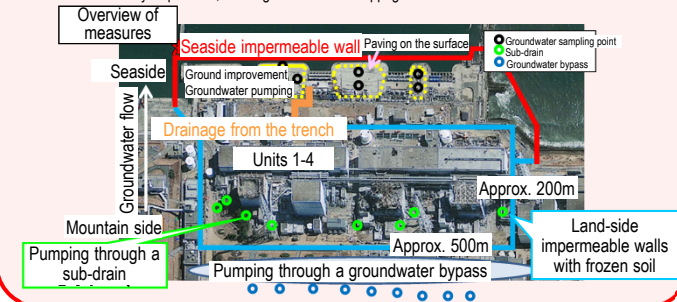 Overview of
measures
Seaside impermeable wall
Paving on the surface
Groundwater sampling point
Sub-drain
Groundwater bypass
Seaside
Ground improvement,
Groundwater pumping
Groundwater flow
Drainage from the trench
Units 1-4
Approx. 200m
Mountain side
Approx. 500m
Land-side
impermeable walls
with frozen soil
Pumping through a
sub-drain
Pumping through a groundwater bypass